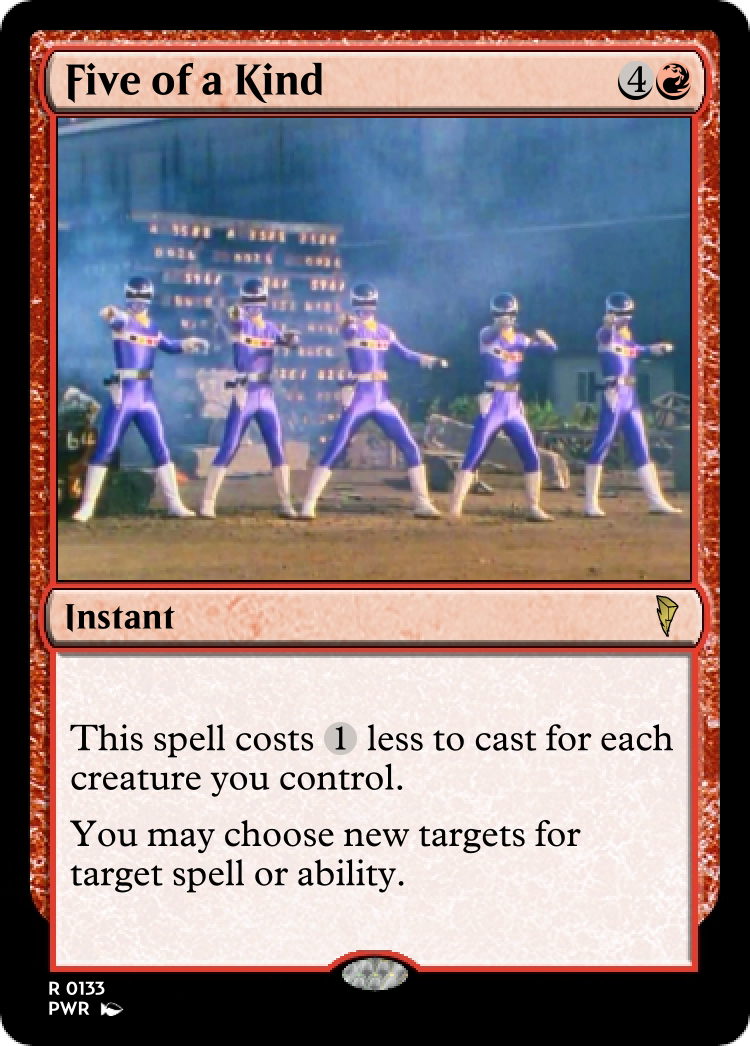 Five of a Kind 4
Instant
This spell costs 1 less to cast for each
creature you control.
You may choose new targets for
target spell or ability.
R 0133
PWR